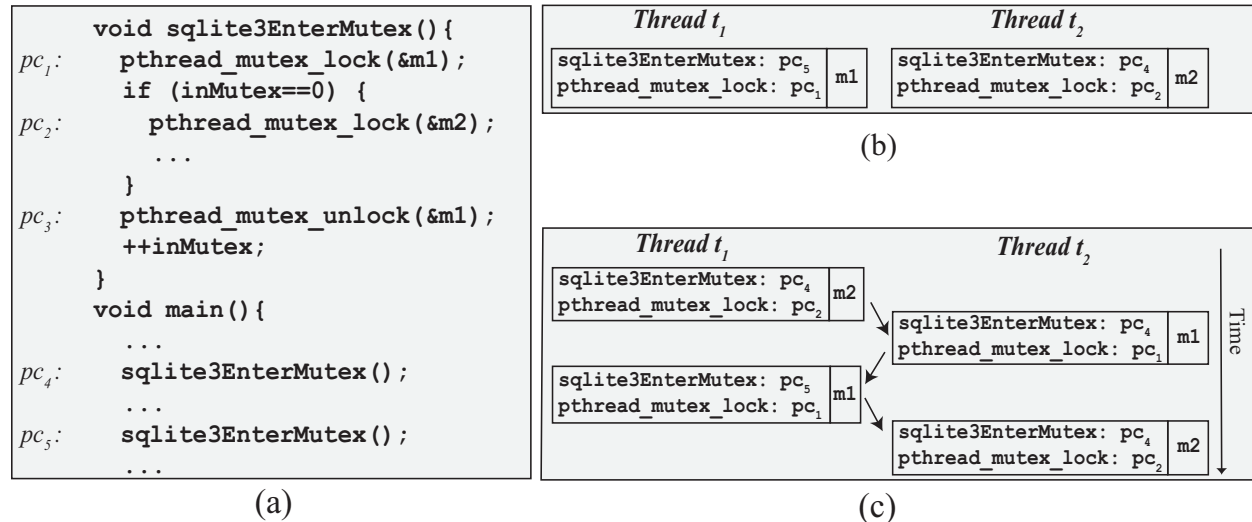 void sqlite3EnterMutex(){
pc1: pthread_mutex_lock(&m1);
if (inMutex==0) {
pc2: pthread_mutex_lock(&m2);
...
}
pc3: pthread_mutex_unlock(&m1);
++inMutex;
}
void main(){
...
pc4: sqlite3EnterMutex();
...
pc5: sqlite3EnterMutex();
...
(a)
Thread t1
sqlite3EnterMutex: pc5
pthread_mutex_lock: pc1
m1
Thread t2
sqlite3EnterMutex: pc4
pthread_mutex_lock: pc2
m2
(b)
Thread t1
Thread t2
sqlite3EnterMutex: pc4
pthread_mutex_lock: pc2
m2
sqlite3EnterMutex: pc4
pthread_mutex_lock: pc1
m1
sqlite3EnterMutex: pc5
pthread_mutex_lock: pc1
m1
sqlite3EnterMutex: pc4
pthread_mutex_lock: pc2
m2
Time
(c)